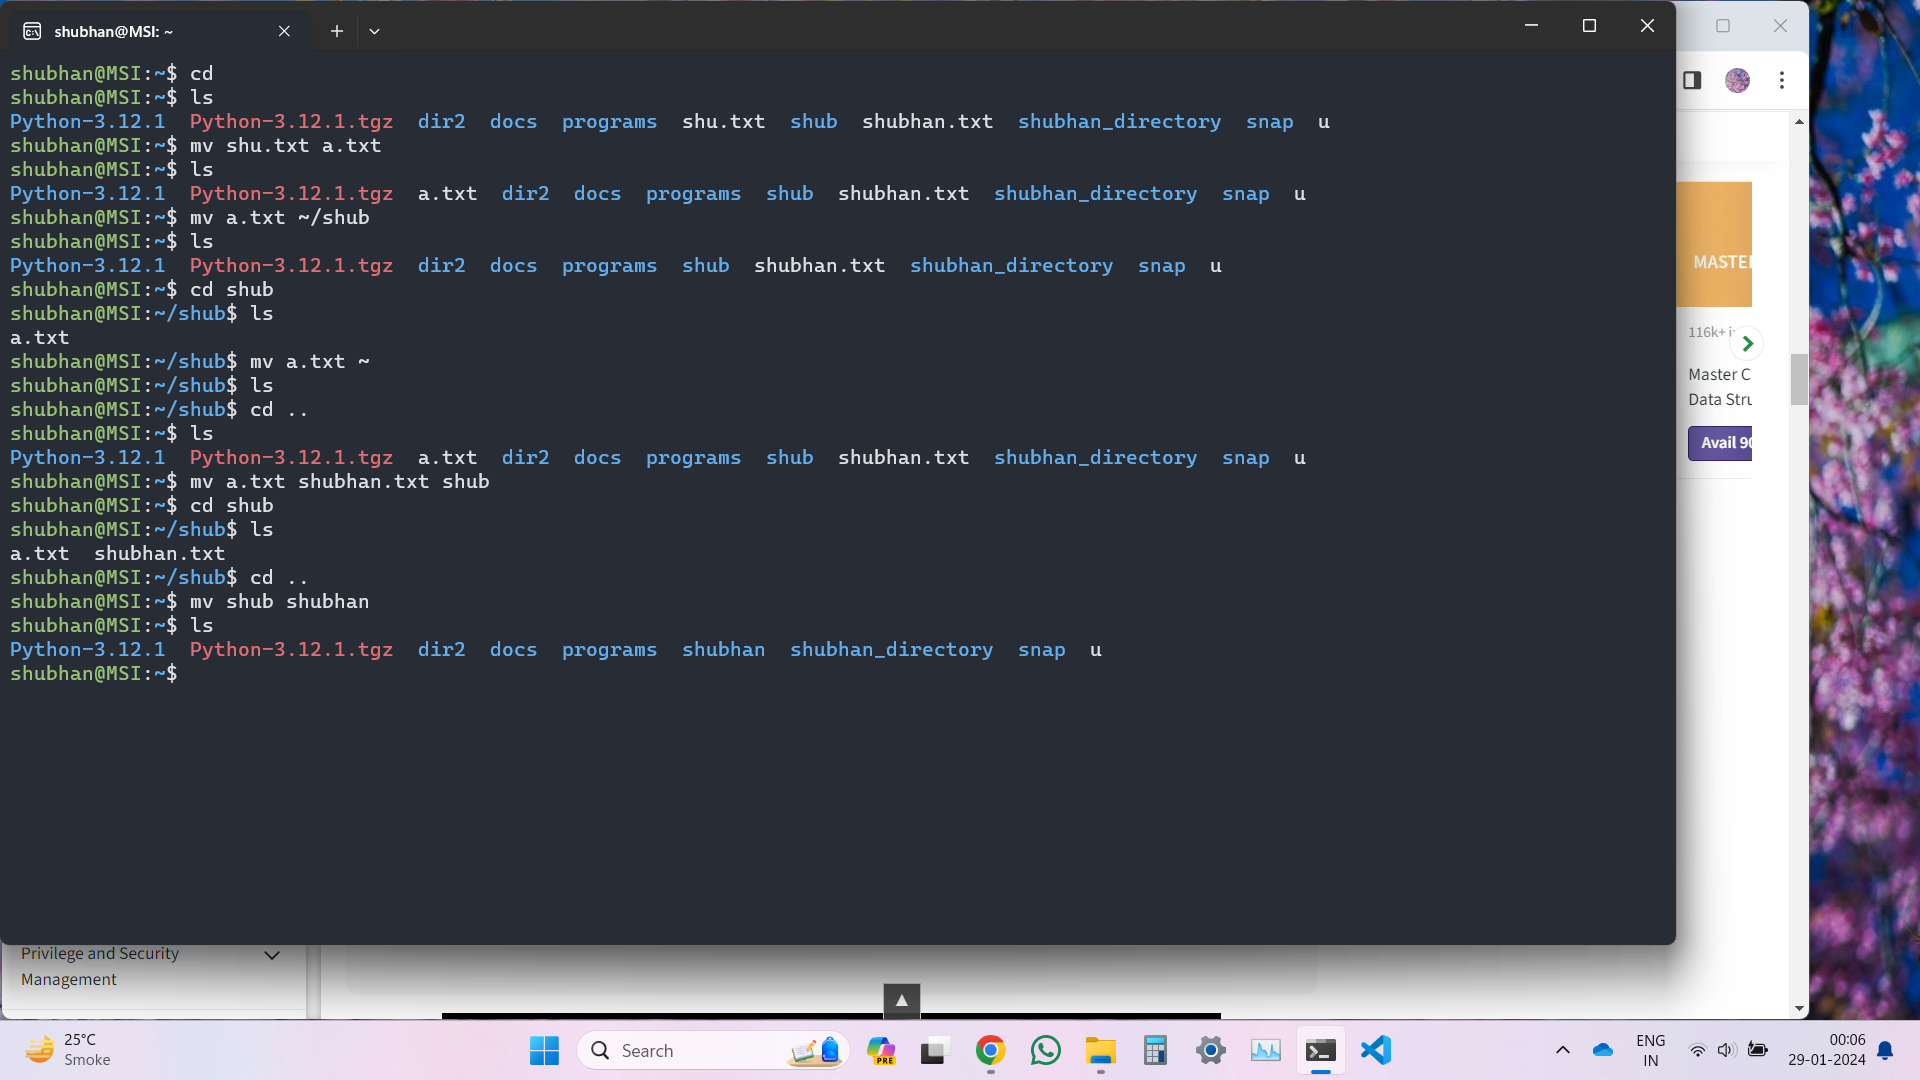 shubhan@MSI: ~
shubhan@MSI:~$ cd
shubhan@MSI:~$ ls
Python-3.12.1  Python-3.12.1.tgz  dir2  docs  programs  shu.txt  shub  shubhan.txt  shubhan_directory  snap  u
shubhan@MSI:~$ mv shu.txt a.txt
shubhan@MSI:~$ ls
Python-3.12.1  Python-3.12.1.tgz  a.txt  dir2  docs  programs  shub  shubhan.txt  shubhan_directory  snap  u
shubhan@MSI:~$ mv a.txt ~/shub
shubhan@MSI:~$ ls
Python-3.12.1  Python-3.12.1.tgz  dir2  docs  programs  shub  shubhan.txt  shubhan_directory  snap  u
shubhan@MSI:~$ cd shub
shubhan@MSI:~/shub$ ls
a.txt
shubhan@MSI:~/shub$ mv a.txt ~
shubhan@MSI:~/shub$ ls
shubhan@MSI:~/shub$ cd ..
shubhan@MSI:~$ ls
Python-3.12.1  Python-3.12.1.tgz  a.txt  dir2  docs  programs  shub  shubhan.txt  shubhan_directory  snap  u
shubhan@MSI:~$ mv a.txt shubhan.txt shub
shubhan@MSI:~$ cd shub
shubhan@MSI:~/shub$ ls
a.txt  shubhan.txt
shubhan@MSI:~/shub$ cd ..
shubhan@MSI:~$ mv shub shubhan
shubhan@MSI:~$ ls
Python-3.12.1  Python-3.12.1.tgz  dir2  docs  programs  shubhan  shubhan_directory  snap  u
shubhan@MSI:~$
MASTER
116k+
Master C
Data Stru
Avail 90
Privilege and Security
Management
25°C
Smoke
Search
PRE
ENG
IN
00:06
29-01-2024